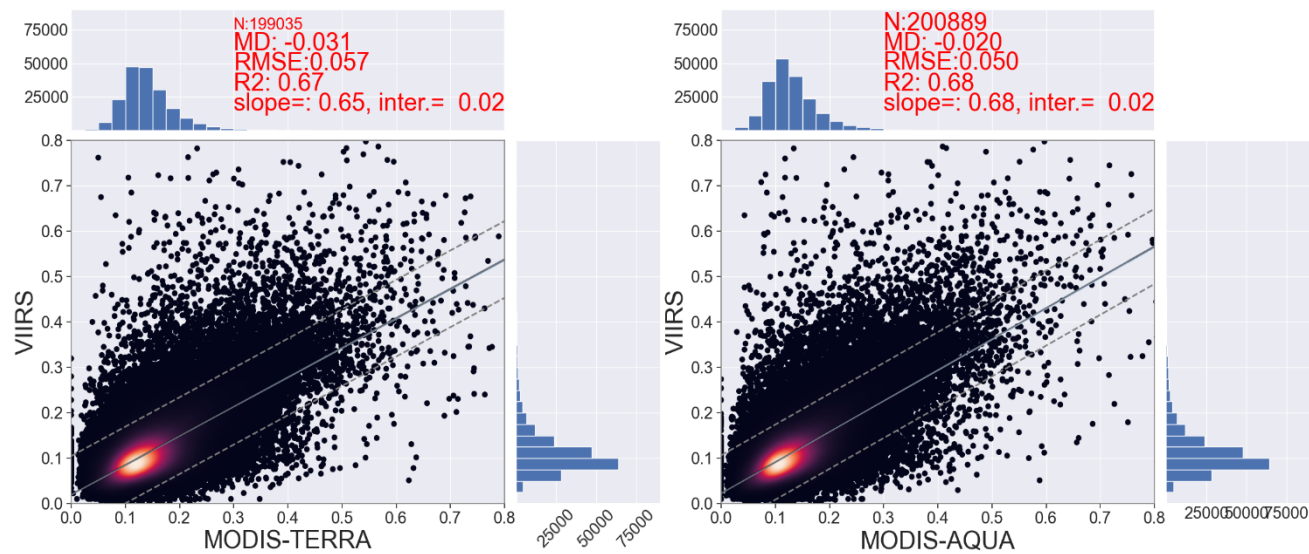 75000
50000
25000
N:199035
MD: -0.031
RMSE:0.057
R2: 0.67
slope=: 0.65, inter.= 0.02
0.8
0.7
0.6
0.5
0.4
0.3
0.2
0.1
0.0
VIIRS
0.0 0.1 0.2 0.3 0.4 0.5 0.6 0.7 0.8
MODIS-TERRA
25000 50000 75000
75000
50000
25000
N:200889
MD: -0.020
RMSE:0.050
R2: 0.68
slope=: 0.68, inter.= 0.02
0.8
0.7
0.6
0.5
0.4
0.3
0.2
0.1
0.0
VIIRS
0.0 0.1 0.2 0.3 0.4 0.5 0.6 0.7 0.8
MODIS-AQUA
25000 50000 75000